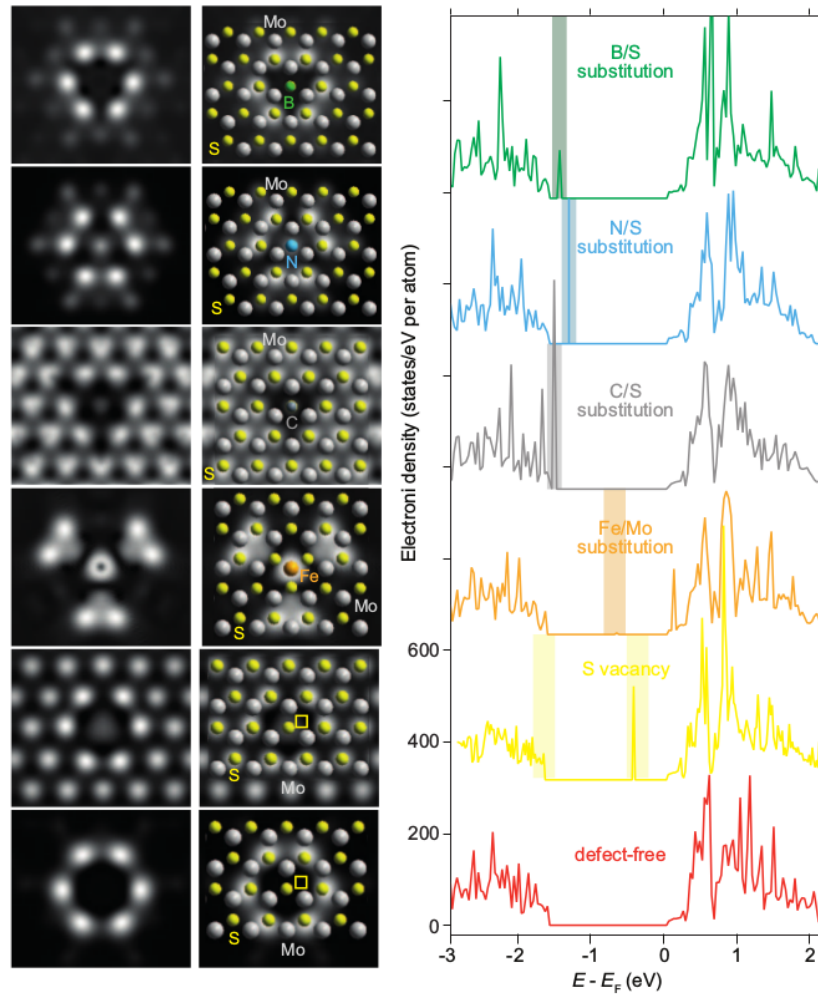 Mo
B
S
Mo
N
S
Mo
C
S
Fe
Mo
S
S
Mo
S
Mo
Electroni density (states/eV per atom)
B/S
substitution
N/S
substitution
C/S
substitution
Fe/Mo
substitution
600
S vacancy
400
200
defect-free
0
-3
-2
-1
0
1
2
E - EF (eV)